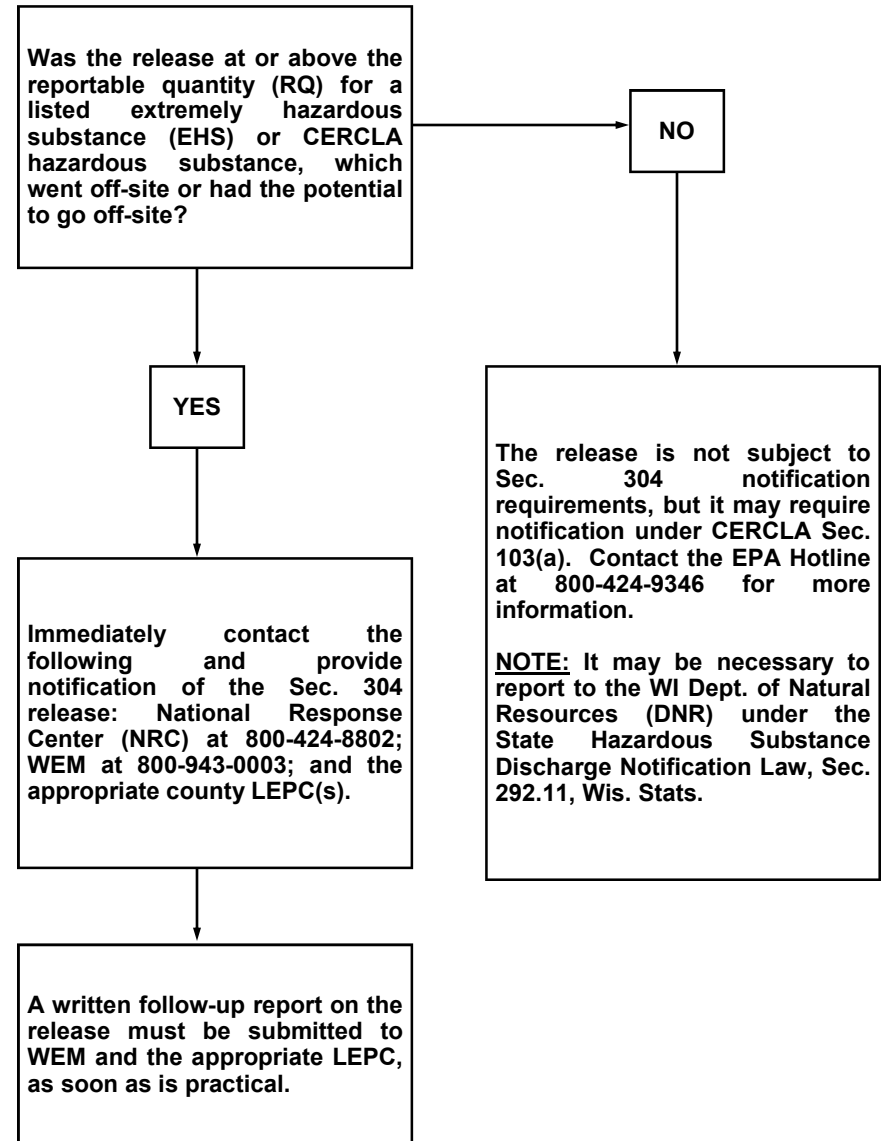 Was the release at or above the
reportable quantity (RQ) for a
listed extremely hazardous
substance (EHS) or CERCLA
hazardous substance, which
went off-site or had the potential
to go off-site?
NO
YES
The release is not subject to
Sec. 304 notification
requirements, but it may require
notification under CERCLA Sec.
103(a). Contact the EPA Hotline
at 800-424-9346 for more
information.
NOTE: It may be necessary to
report to the WI Dept. of Natural
Resources (DNR) under the
State Hazardous Substance
Discharge Notification Law, Sec.
292.11, Wis. Stats.
Immediately contact the
following and provide
notification of the Sec. 304
release: National Response
Center (NRC) at 800-424-8802;
WEM at 800-943-0003; and the
appropriate county LEPC(s).
A written follow-up report on the
release must be submitted to
WEM and the appropriate LEPC,
as soon as is practical.